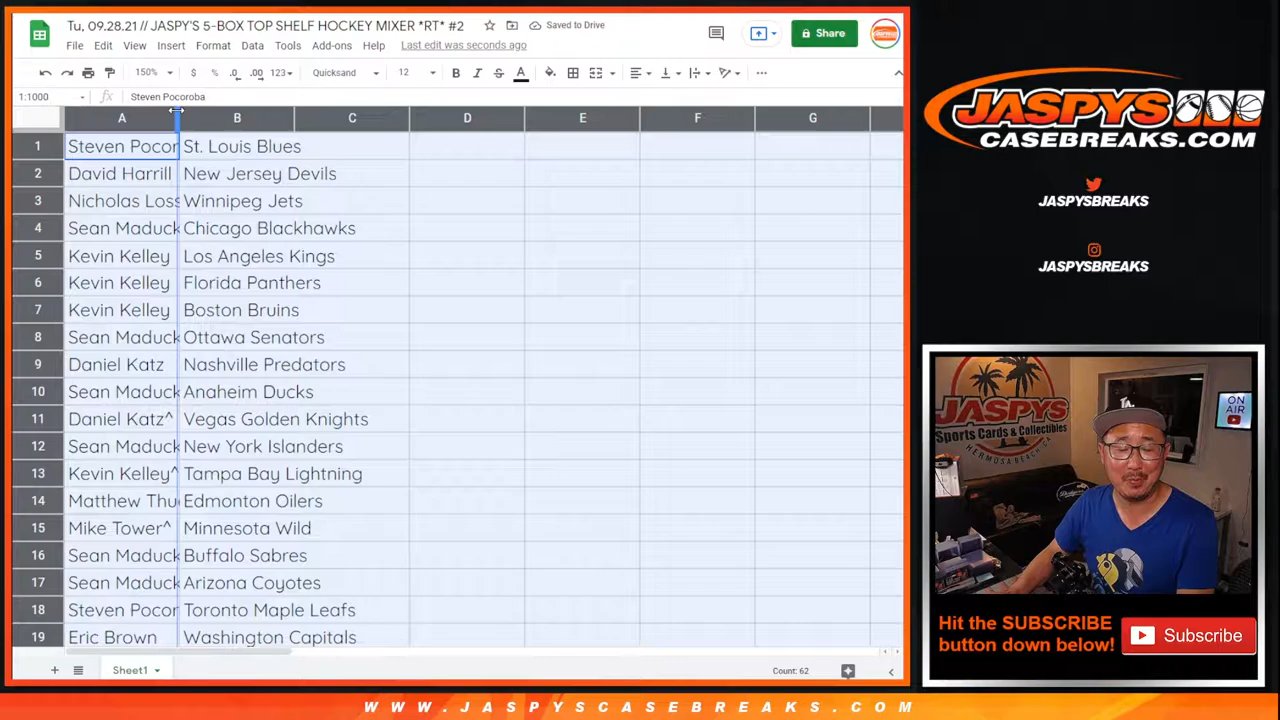 Tu, 09.28.21 // JASPY'S 5-BOX TOP SHELF HOCKEY MIXER *RT* #2
Saved to Drive
File Edit View Insert Format Data Tools Add-ons Help Last edit was seconds ago
Share
150% $ % .0 .00 123 Quicksand 12 B I S A
1:1000 fx Steven Pocoroba
A B C D E F G
1 Steven Pocor St. Louis Blues
2 David Harrill New Jersey Devils
3 Nicholas Loss Winnipeg Jets
4 Sean Maduck Chicago Blackhawks
5 Kevin Kelley Los Angeles Kings
6 Kevin Kelley Florida Panthers
7 Kevin Kelley Boston Bruins
8 Sean Maduck Ottawa Senators
9 Daniel Katz Nashville Predators
10 Sean Maduck Anaheim Ducks
11 Daniel Katz^ Vegas Golden Knights
12 Sean Maduck New York Islanders
13 Kevin Kelley^ Tampa Bay Lightning
14 Matthew Thu Edmonton Oilers
15 Mike Tower^ Minnesota Wild
16 Sean Maduck Buffalo Sabres
17 Sean Maduck Arizona Coyotes
18 Steven Pocor Toronto Maple Leafs
19 Eric Brown Washington Capitals
Sheet1
Count: 62
JASPYS
CASEBREAKS.COM
JASPYSBREAKS
JASPYSBREAKS
JASPYS
Sports Cards & Collectibles
HERMOSA BEACH, CA
ON
AIR
Hit the SUBSCRIBE
button down below!
Subscribe
WWW.JASPYSCASEBREAKS.COM